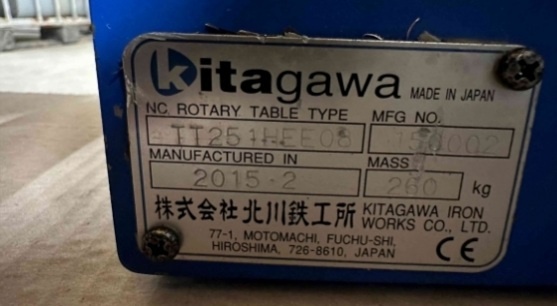 kitagawa MADE IN JAPAN
NC. ROTARY TABLE TYPE MFG NO.
TT251HEE08
MANUFACTURED IN MASS
2015-2 260 kg
株式会社 北川鉄工所 KITAGAWA IRON WORKS CO., LTD.
77-1, MOTOMACHI, FUCHU-SHI,
HIROSHIMA, 726-8610, JAPAN
CE